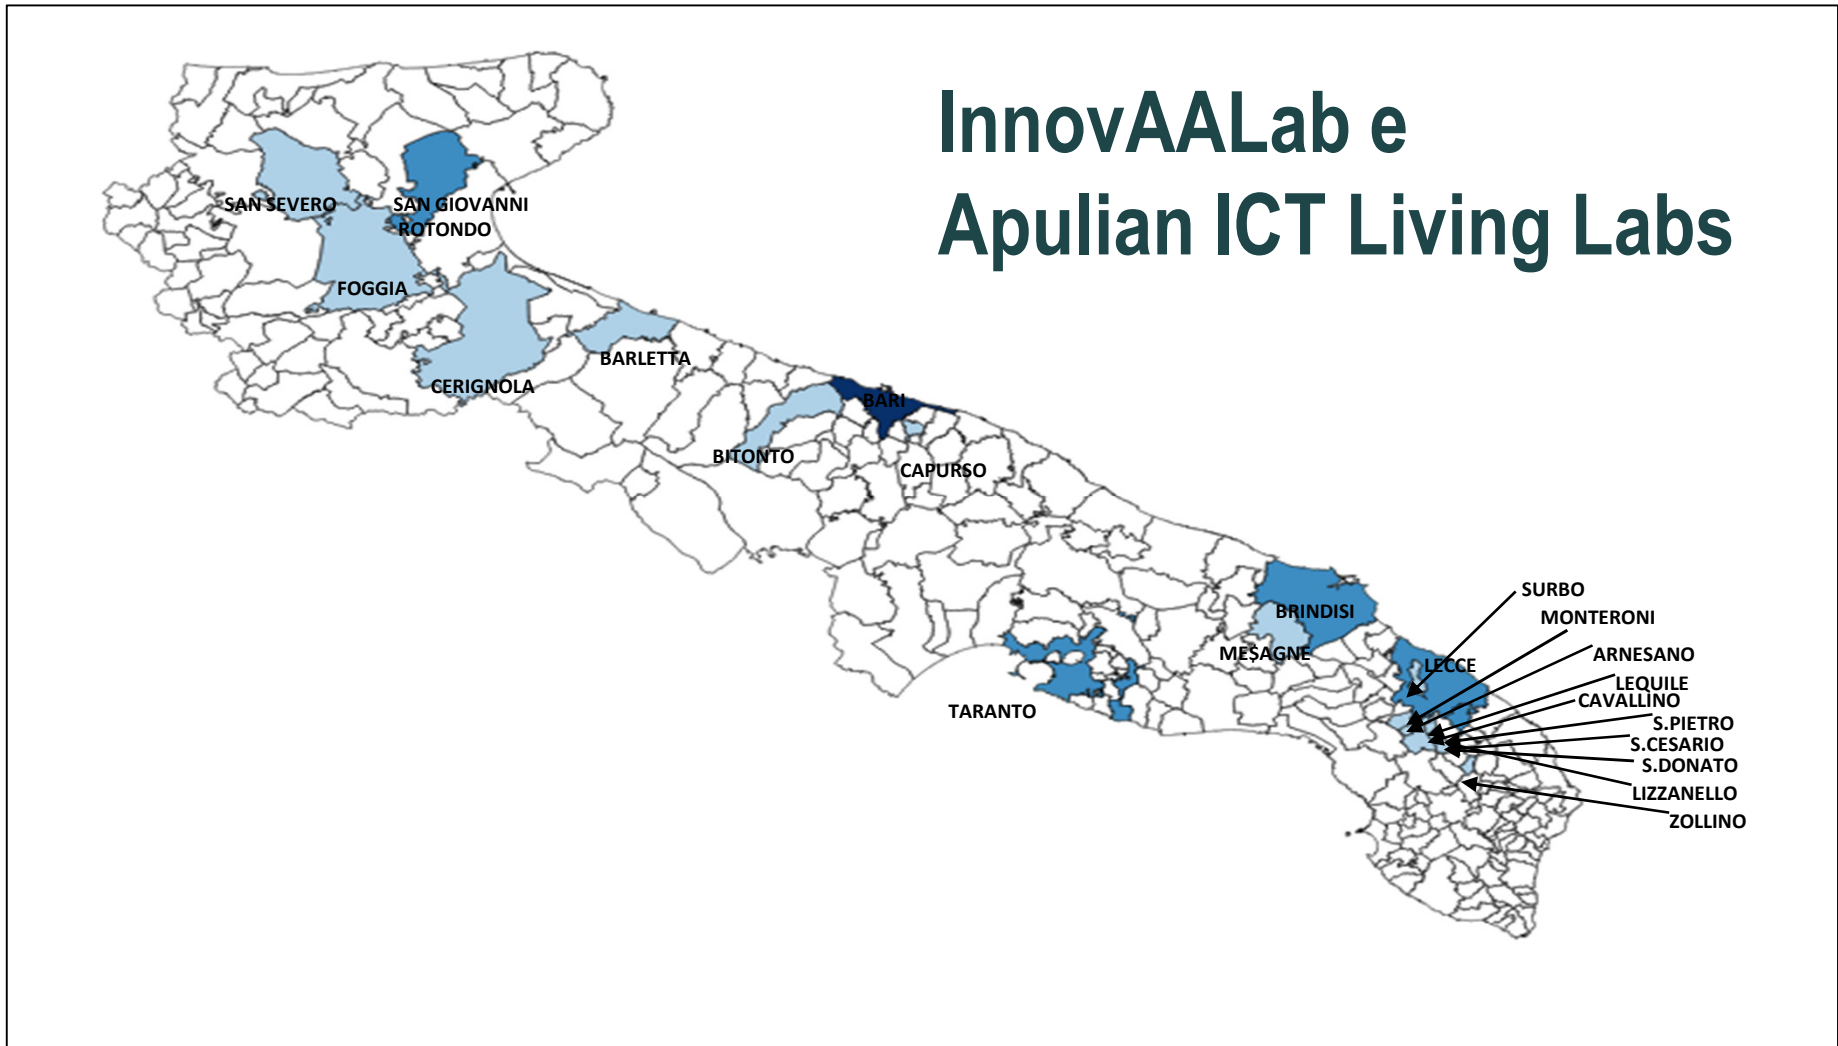 InnovAALab e
Apulian ICT Living Labs
SAN SEVERO
SAN GIOVANNI
ROTONDO
FOGGIA
BARLETTA
CERIGNOLA
BARI
BITONTO
CAPURSO
BRINDISI
MESAGNE
TARANTO
LECCE
SURBO
MONTERONI
ARNESANO
LEQUILE
CAVALLINO
S.PIETRO
S.CESARIO
S.DONATO
LIZZANELLO
ZOLLINO